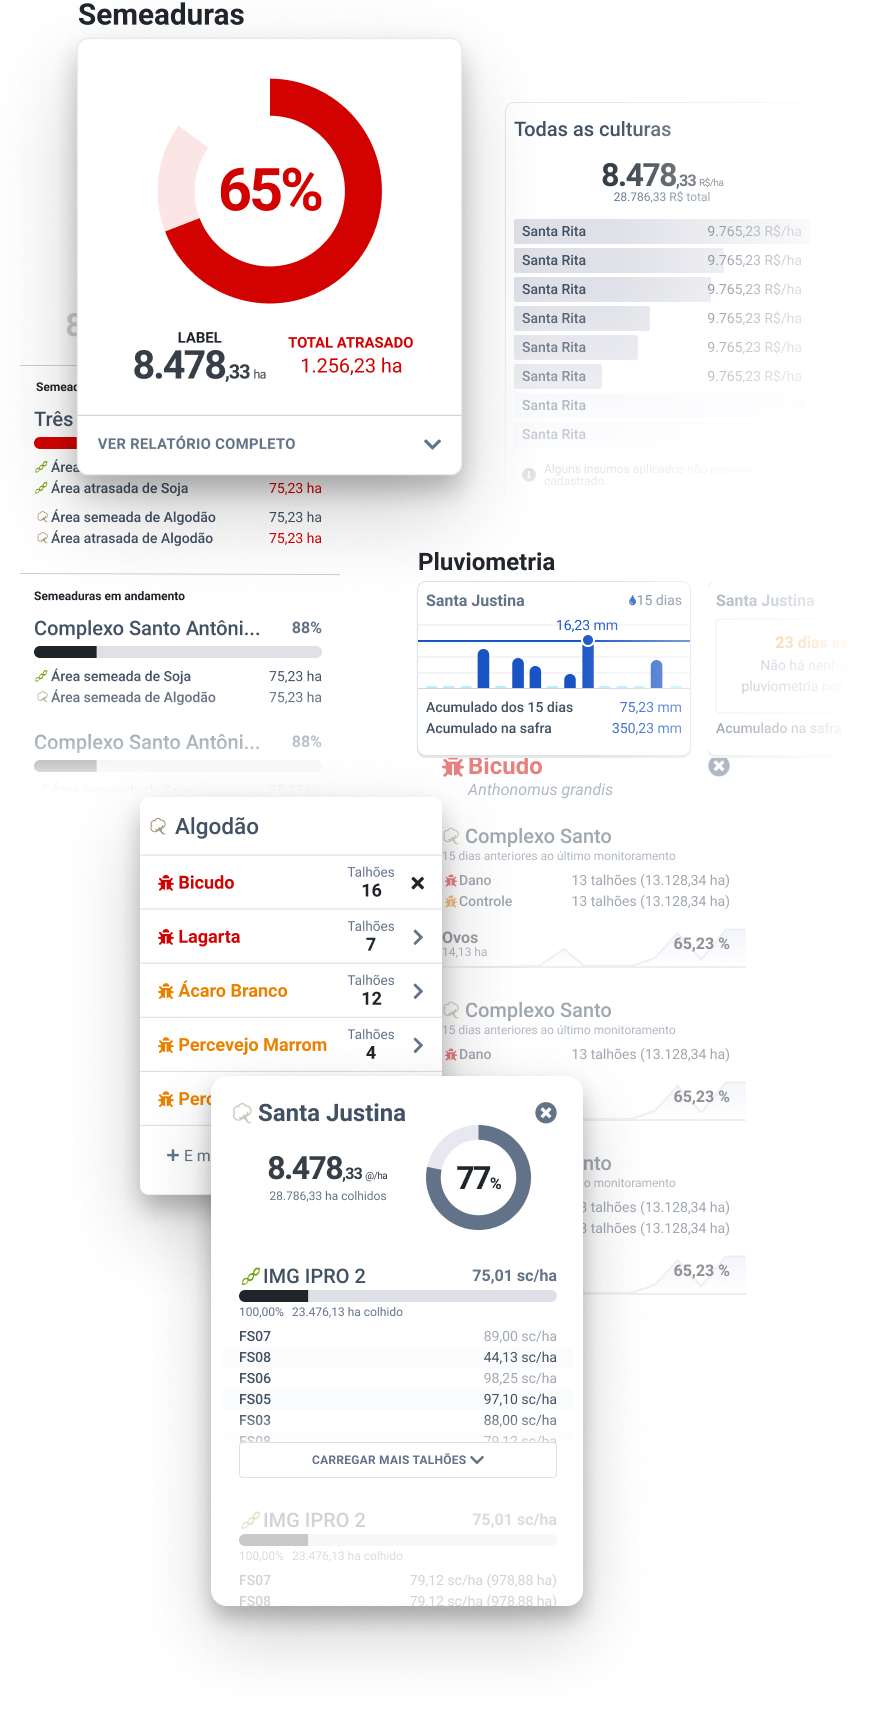 Semeaduras
65%
LABEL
8.478,33 ha
TOTAL ATRASADO
1.256,23 ha
VER RELATÓRIO COMPLETO
Todas as culturas
8.478,33 R$/ha
28.786,33 R$ total
Santa Rita 9.765,23 R$/ha
Santa Rita 9.765,23 R$/ha
Santa Rita 9.765,23 R$/ha
Santa Rita 9.765,23 R$/ha
Santa Rita 9.765,23 R$/ha
Santa Rita 9.765,23 R$/ha
Santa Rita -
Santa Rita
Alguns insumos aplicados não
cadastrado.
8
Semead
Três
Área
Área atrasada de Soja 75,23 ha
Área semeada de Algodão 75,23 ha
Área atrasada de Algodão 75,23 ha
Semeaduras em andamento
Complexo Santo Antôni... 88%
Área semeada de Soja 75,23 ha
Área semeada de Algodão 75,23 ha
Complexo Santo Antôni... 88%
Pluviometria
Santa Justina 15 dias
16,23 mm
Acumulado dos 15 dias 75,23 mm
Acumulado na safra 350,23 mm
Santa Justina
23 dias se
Não há nenhu
pluviometria nos
Acumulado na safra
Bicudo
Anthonomus grandis
Complexo Santo
15 dias anteriores ao último monitoramento
Dano 13 talhões (13.128,34 ha)
Controle 13 talhões (13.128,34 ha)
Ovos
14,13 ha
65,23 %
Complexo Santo
15 dias anteriores ao último monitoramento
Dano 13 talhões (13.128,34 ha)
65,23 %
nto
o monitoramento
3 talhões (13.128,34 ha)
3 talhões (13.128,34 ha)
65,23 %
Algodão
Bicudo Talhões 16
Lagarta Talhões 7
Ácaro Branco Talhões 12
Percevejo Marrom Talhões 4
Perc
+ E m
Santa Justina
8.478,33 @/ha
28.786,33 ha colhidos
77%
IMG IPRO 2 75,01 sc/ha
100,00% 23.476,13 ha colhido
FS07 89,00 sc/ha
FS08 44,13 sc/ha
FS06 98,25 sc/ha
FS05 97,10 sc/ha
FS03 88,00 sc/ha
FS08 79,12 sc/ha
CARREGAR MAIS TALHÕES
IMG IPRO 2 75,01 sc/ha
100,00% 23.476,13 ha colhido
FS07 79,12 sc/ha (978,88 ha)
FS08 79,12 sc/ha (978,88 ha)